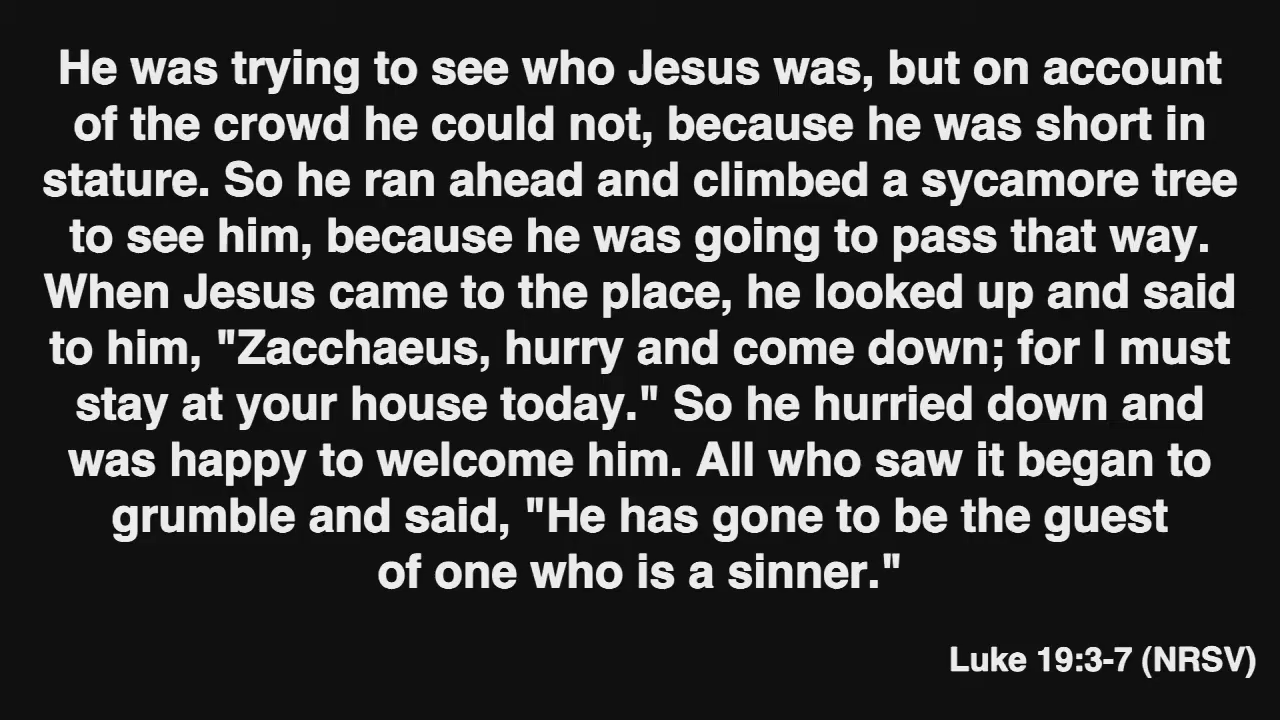 He was trying to see who Jesus was, but on account
of the crowd he could not, because he was short in
stature. So he ran ahead and climbed a sycamore tree
to see him, because he was going to pass that way.
When Jesus came to the place, he looked up and said
to him, "Zacchaeus, hurry and come down; for I must
stay at your house today." So he hurried down and
was happy to welcome him. All who saw it began to
grumble and said, "He has gone to be the guest
of one who is a sinner."
Luke 19:3-7 (NRSV)